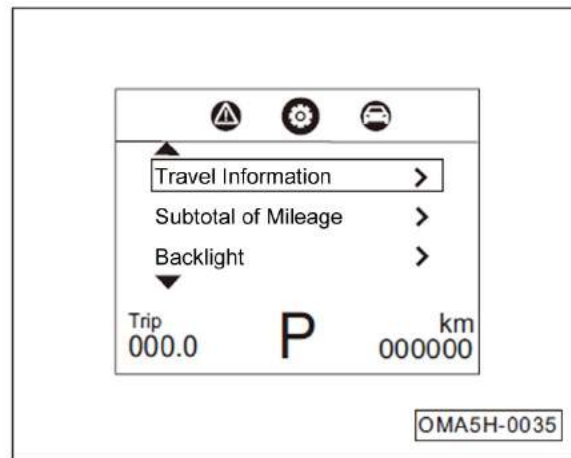 Travel Information
Subtotal of Mileage
Backlight
Trip
000.0
P
km
000000
OMA5H-0035